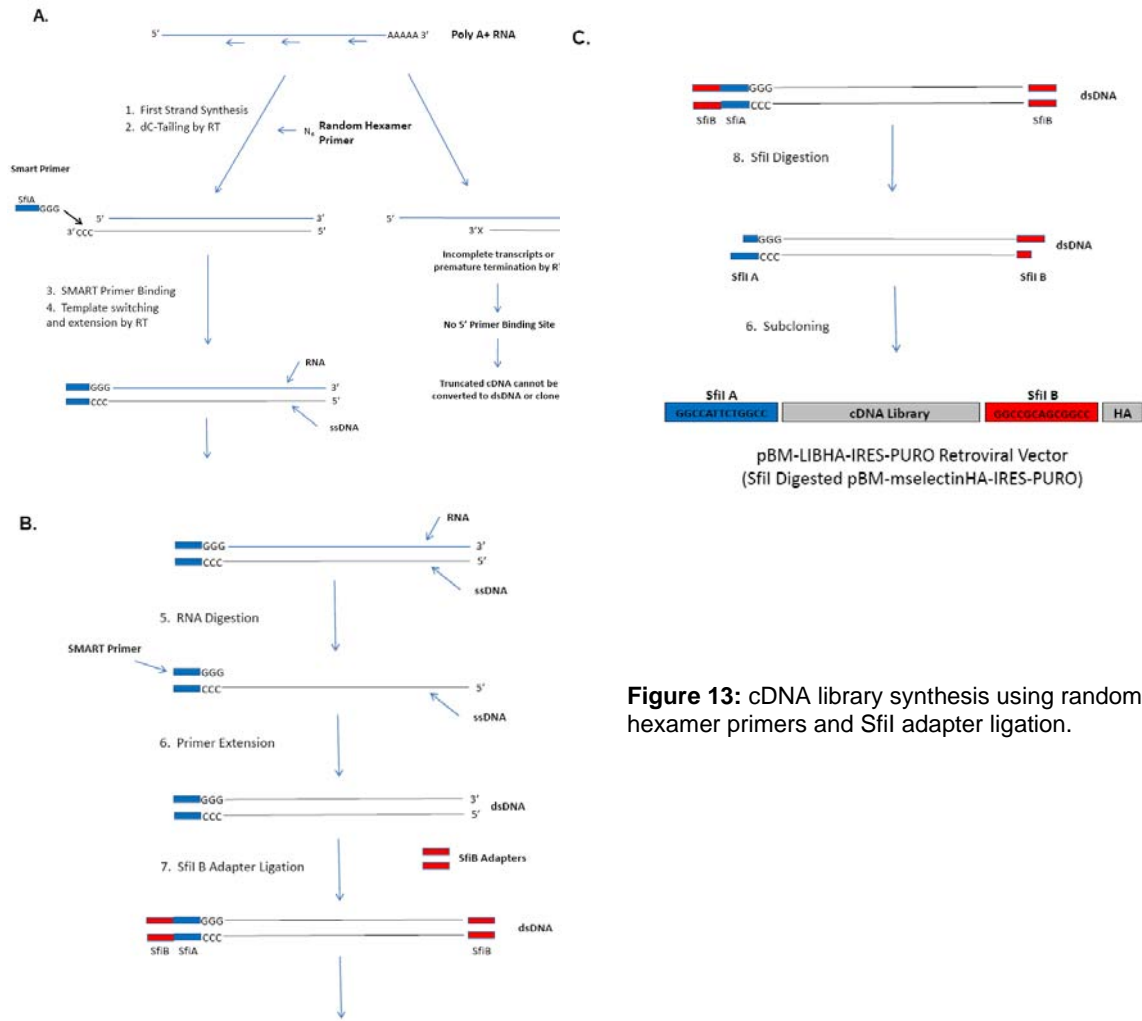 A.
5'
AAAAA 3'
Poly A+ RNA
1. First Strand Synthesis
2. dC-Tailing by RT
N6 Random Hexamer
Primer
Smart Primer
SfiA
GGG
3'CCC
5'
3'
5'
5'
3'X
Incomplete transcripts or
premature termination by RT
3. SMART Primer Binding
4. Template switching
and extension by RT
No 5' Primer Binding Site
RNA
GGG
3'
CCC
5'
ssDNA
Truncated cDNA cannot be
converted to dsDNA or clone
B.
RNA
GGG
3'
CCC
5'
ssDNA
5. RNA Digestion
SMART Primer
GGG
CCC
5'
ssDNA
6. Primer Extension
GGG
3'
dsDNA
CCC
5'
7. SfiI B Adapter Ligation
SfiB Adapters
GGG
CCC
dsDNA
SfiB
SfiA
SfiB
C.
GGG
CCC
dsDNA
SfiB
SfiA
SfiB
8. SfiI Digestion
GGG
CCC
dsDNA
SfiI A
SfiI B
6. Subcloning
SfiI A
SfiI B
GGCCATTCTGGCC
cDNA Library
GGCCGCAGCGGCC
HA
pBM-LIBHA-IRES-PURO Retroviral Vector
(SfiI Digested pBM-mselectinHA-IRES-PURO)
Figure 13: cDNA library synthesis using random
hexamer primers and SfiI adapter ligation.